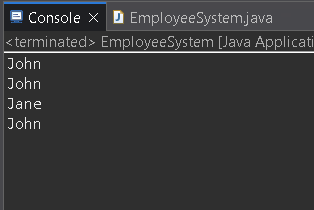 Console × EmployeeSystem.java
<terminated> EmployeeSystem [Java Applicati
John
John
Jane
John